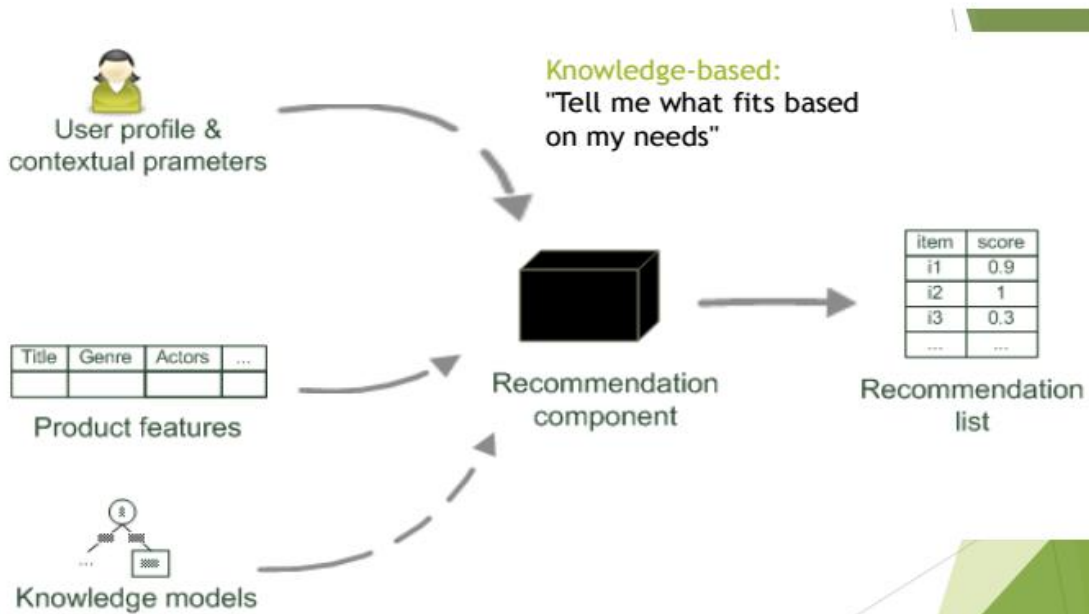 Knowledge-based:
"Tell me what fits based
on my needs"
User profile &
contextual prameters
item score
i1 0.9
i2 1
i3 0.3
... ...
Title Genre Actors ...
Product features
Recommendation
component
Recommendation
list
...
Knowledge models